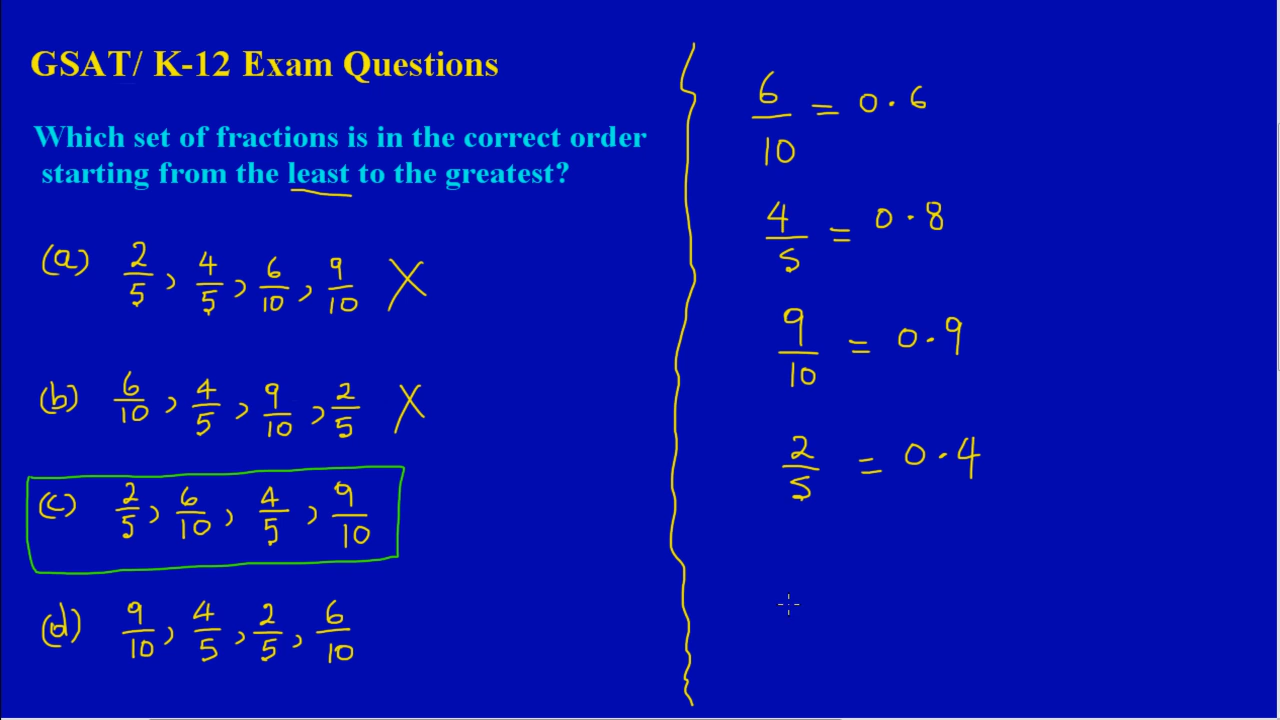 GSAT/ K-12 Exam Questions
Which set of fractions is in the correct order
starting from the least to the greatest?
(a) 2/5, 4/5, 6/10, 9/10 X
(b) 6/10, 4/5, 9/10, 2/5 X
(c) 2/5, 6/10, 4/5, 9/10
(d) 9/10, 4/5, 2/5, 6/10
6/10 = 0.6
4/5 = 0.8
9/10 = 0.9
2/5 = 0.4